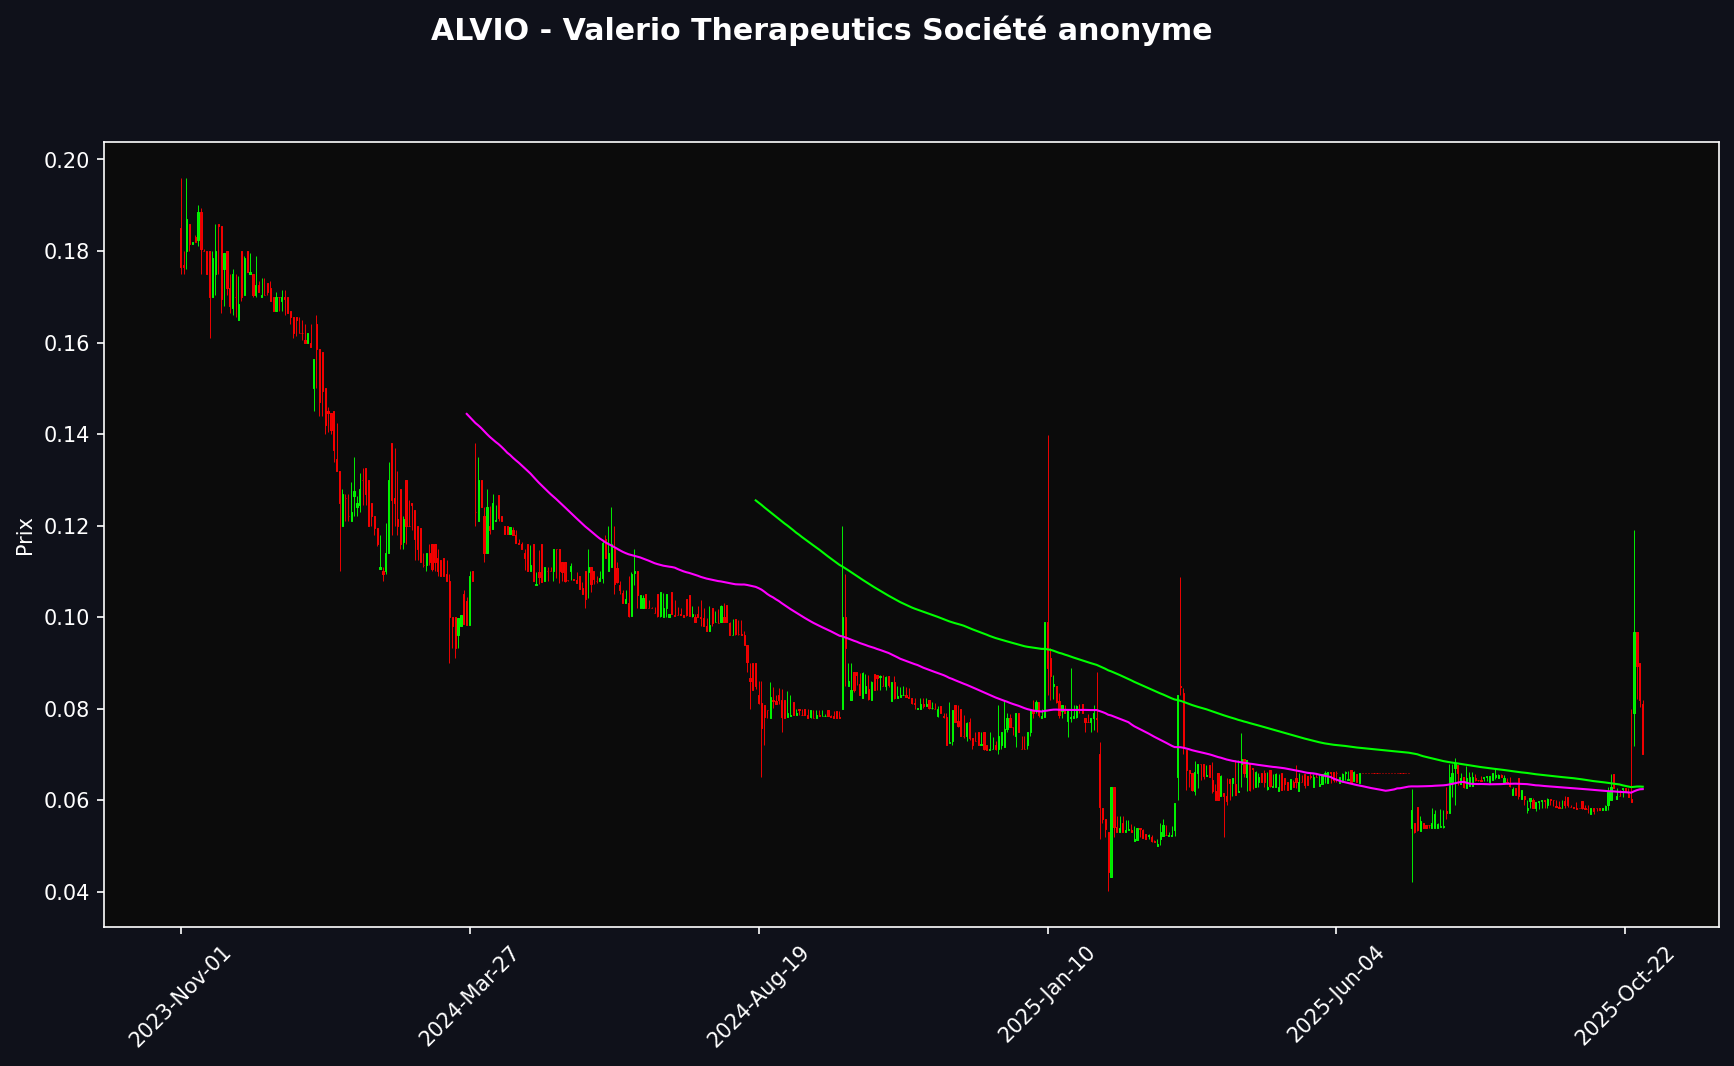 ALVIO - Valerio Therapeutics Société anonyme
Prix
0.20
0.18
0.16
0.14
0.12
0.10
0.08
0.06
0.04
2023-Nov-01
2024-Mar-27
2024-Aug-19
2025-Jan-10
2025-Jun-04
2025-Oct-22